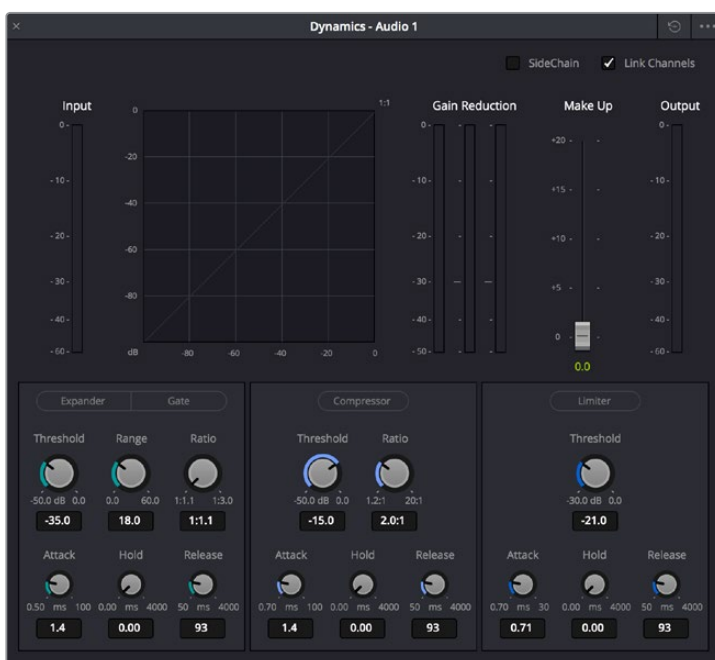 × Dynamics - Audio 1 •••
SideChain Link Channels
Input Gain Reduction Make Up Output
0 0 1:1 0 +20 0
-20
-10 -10 +15 -10
-40
-20 -20 +10 -20
-60
-30 -30 +5 -30
-80
-40 -40 0 -40
-60 dB -80 -60 -40 -20 0 -50 -60
0.0
Expander Gate Compressor Limiter
Threshold Range Ratio Threshold Ratio Threshold
-50.0 dB 0.0 0.0 60.0 1:1.1 1:3.0 -50.0 dB 0.0 1.2:1 20:1 -30.0 dB 0.0
-35.0 18.0 1:1.1 -15.0 2.0:1 -21.0
Attack Hold Release Attack Hold Release Attack Hold Release
0.50 ms 100 0.00 ms 4000 50 ms 4000 0.70 ms 100 0.00 ms 4000 50 ms 4000 0.70 ms 30 0.00 ms 4000 50 ms 4000
1.4 0.00 93 1.4 0.00 93 0.71 0.00 93